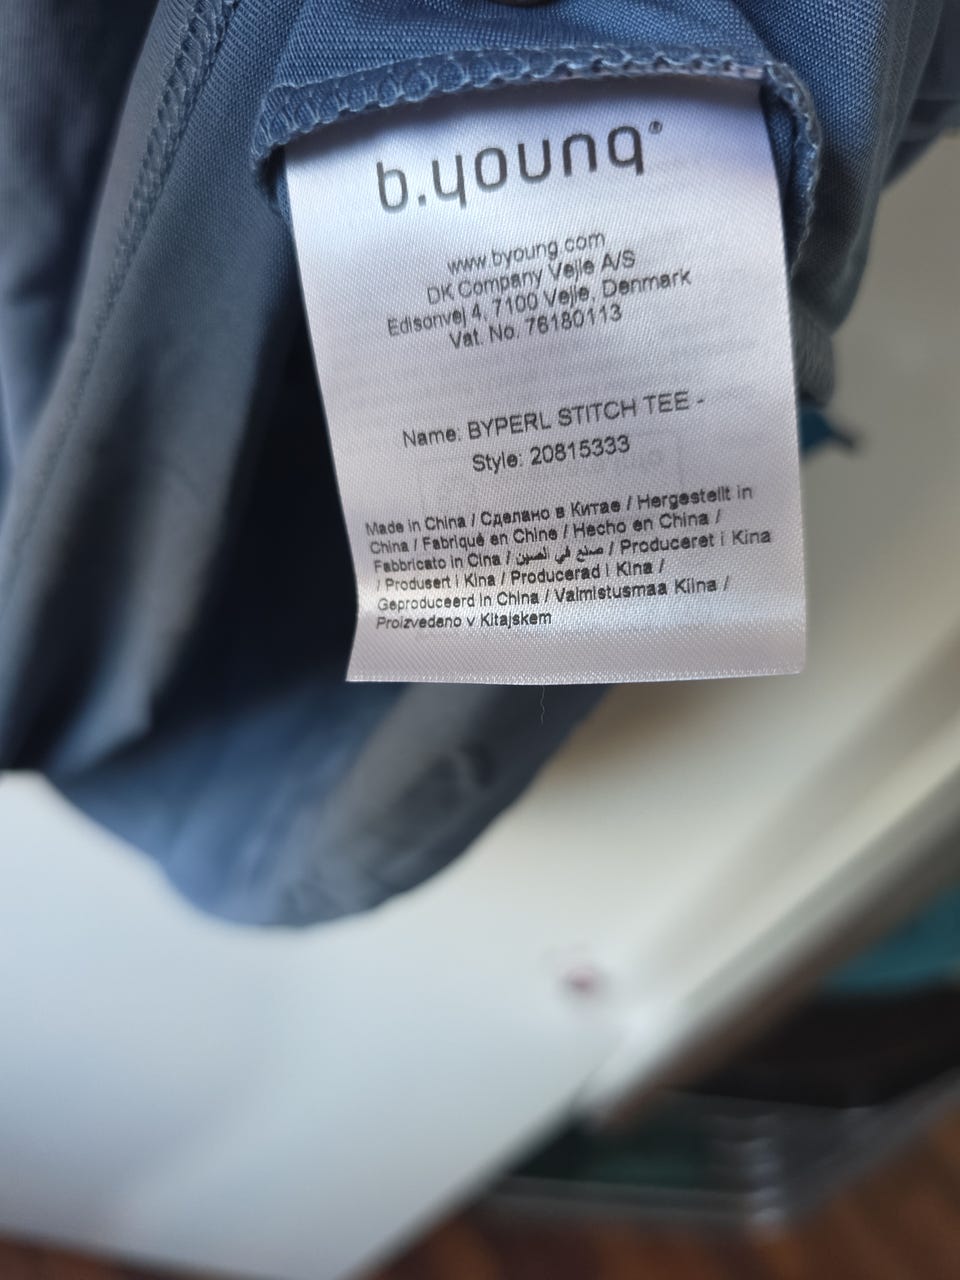 b.young®
www.byoung.com
DK Company Vejle A/S
Edisonvej 4, 7100 Vejle, Denmark
Vat. No. 76180113
Name: BYPERL STITCH TEE -
Style: 20815333
Made in China / Сделано в Китае / Hergestellt in
China / Fabriqué en Chine / Hecho en China /
Fabbricato in Cina / صنع في الصين / Produceret i Kina
/ Produsert i Kina / Producerad i Kina /
Geproduceerd in China / Valmistusmaa Kiina /
Proizvedeno v Kitajskem